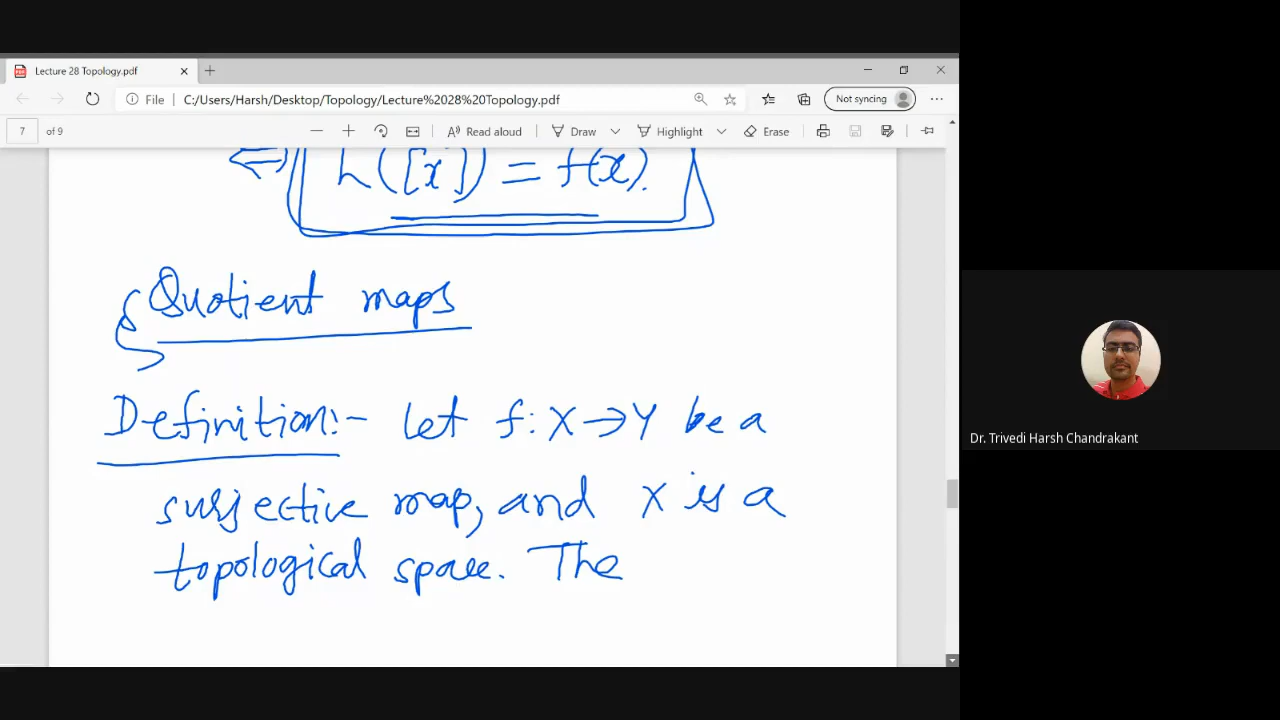 Lecture 28 Topology.pdf
File C:/Users/Harsh/Desktop/Topology/Lecture%2028%20Topology.pdf Not syncing
7 of 9 Read aloud Draw Highlight Erase
⇔ h([x]) = f(x).
Quotient maps
Definition:- Let f: X → Y be a
surjective map, and X is a
topological space. The
Dr. Trivedi Harsh Chandrakant